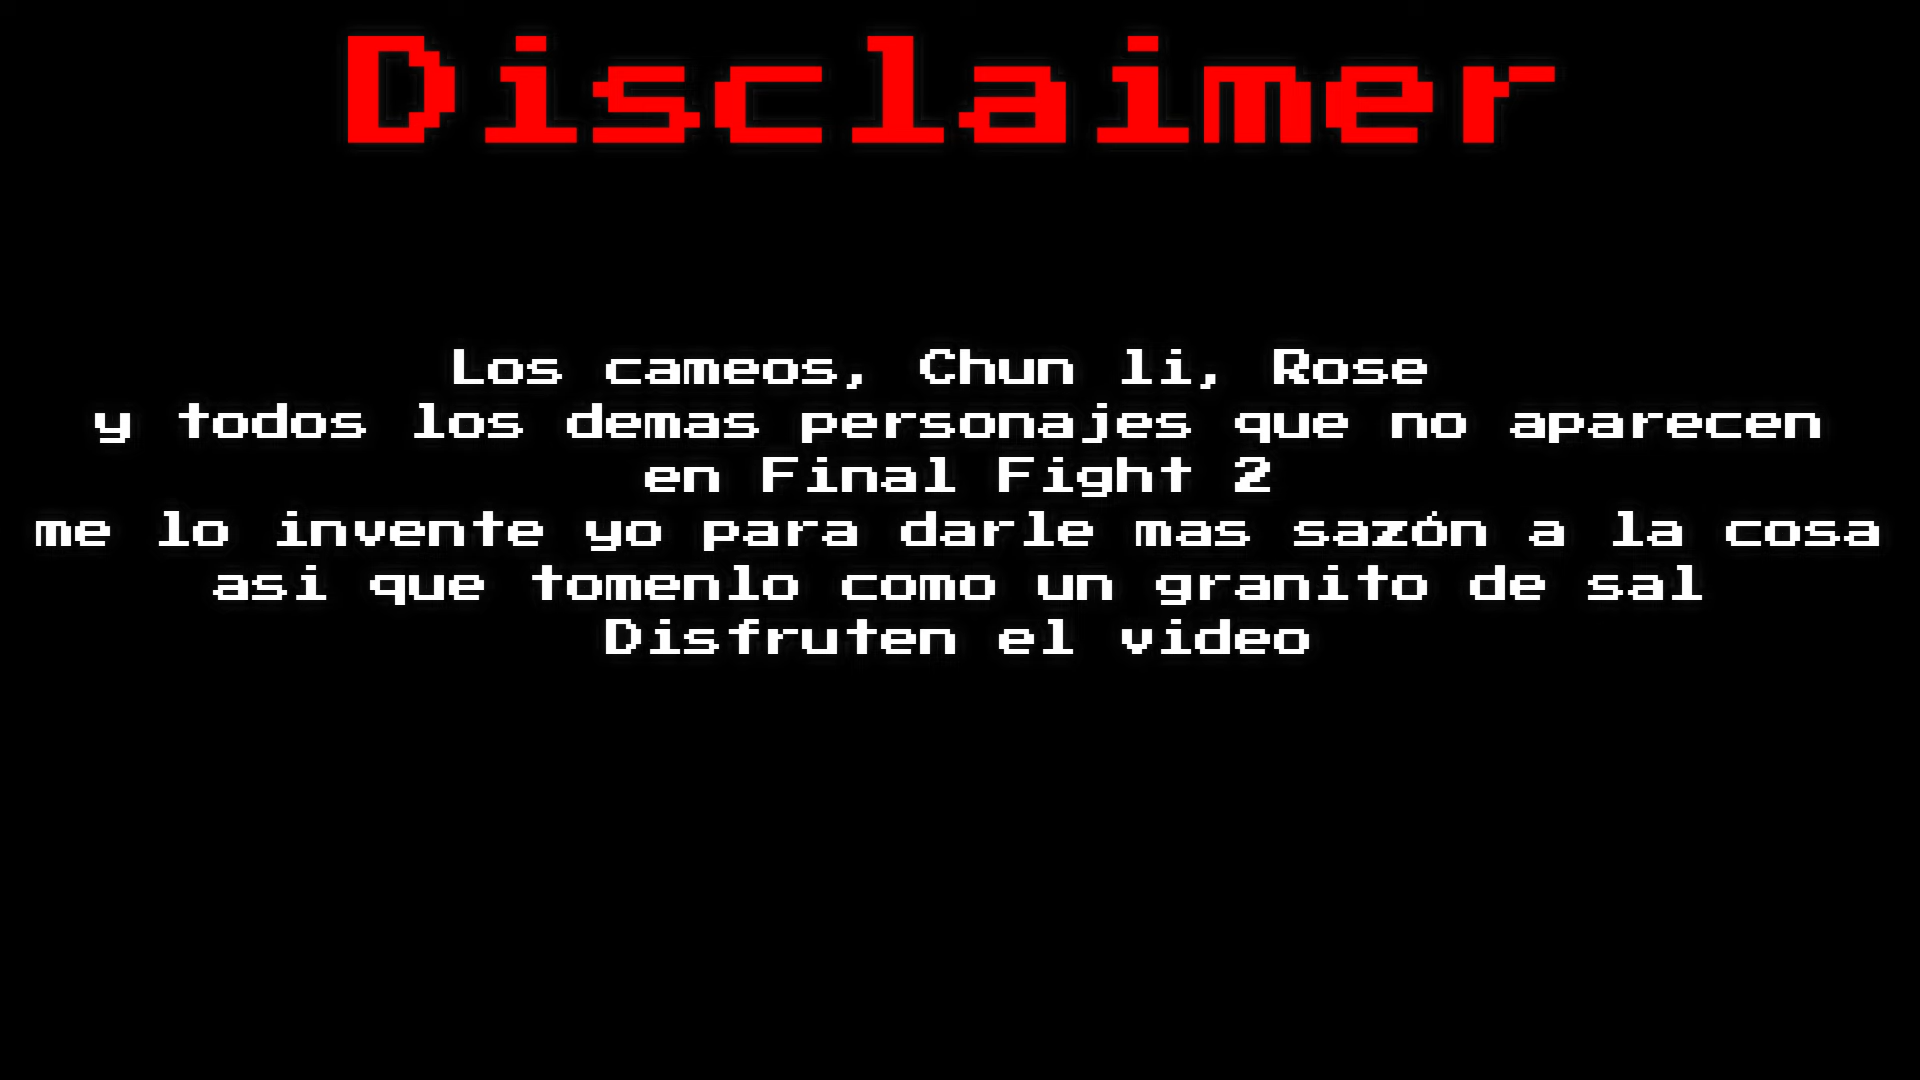 Disclaimer
Los cameos, Chun li, Rose
y todos los demas personajes que no aparecen
en Final Fight 2
me lo invente yo para darle mas sazón a la cosa
asi que tomenlo como un granito de sal
Disfruten el video